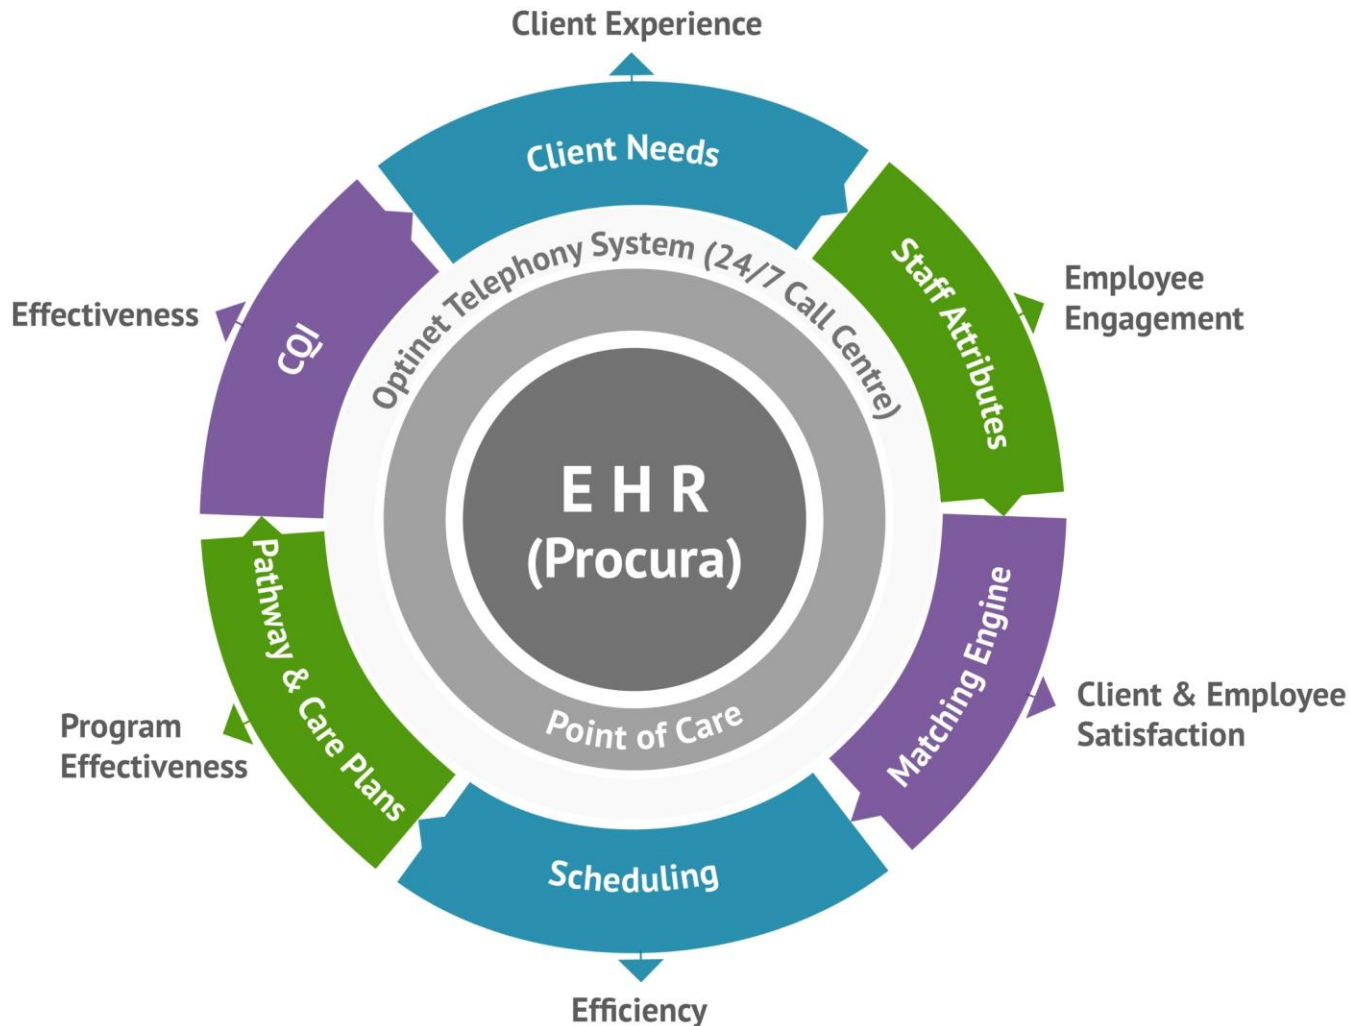 Client Experience
Client Needs
Staff Attributes
Employee
Engagement
Matching Engine
Client & Employee
Satisfaction
Scheduling
Efficiency
Pathway & Care Plans
Program
Effectiveness
CQI
Effectiveness
Optinet Telephony System (24/7 Call Centre)
E H R
(Procura)
Point of Care